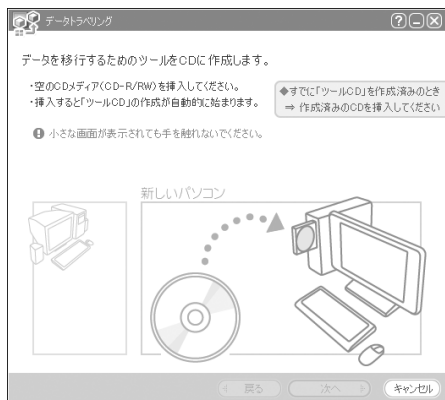 データトラベリング
データを移行するためのツールをCDに作成します。
・空のCDメディア(CD-R/RW)を挿入してください。
・挿入すると「ツールCD」の作成が自動的に始まります。
◆すでに「ツールCD」を作成済みのとき
⇒ 作成済みのCDを挿入してください
小さな画面が表示されても手を触れないでください。
新しいパソコン
戻る
次へ
キャンセル